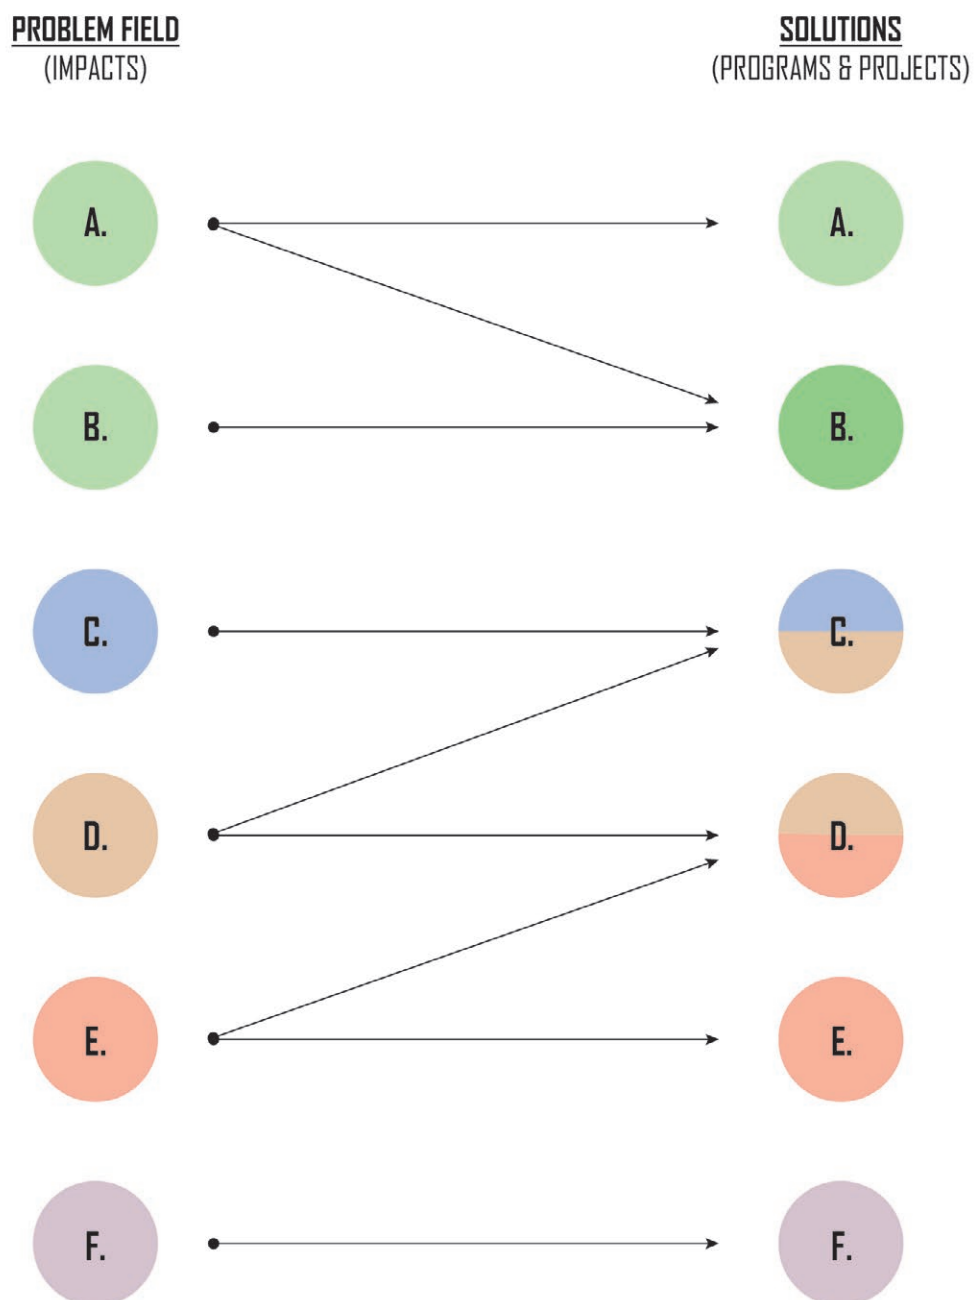 PROBLEM FIELD
(IMPACTS)
SOLUTIONS
(PROGRAMS & PROJECTS)
A.
A.
B.
B.
C.
C.
D.
D.
E.
E.
F.
F.